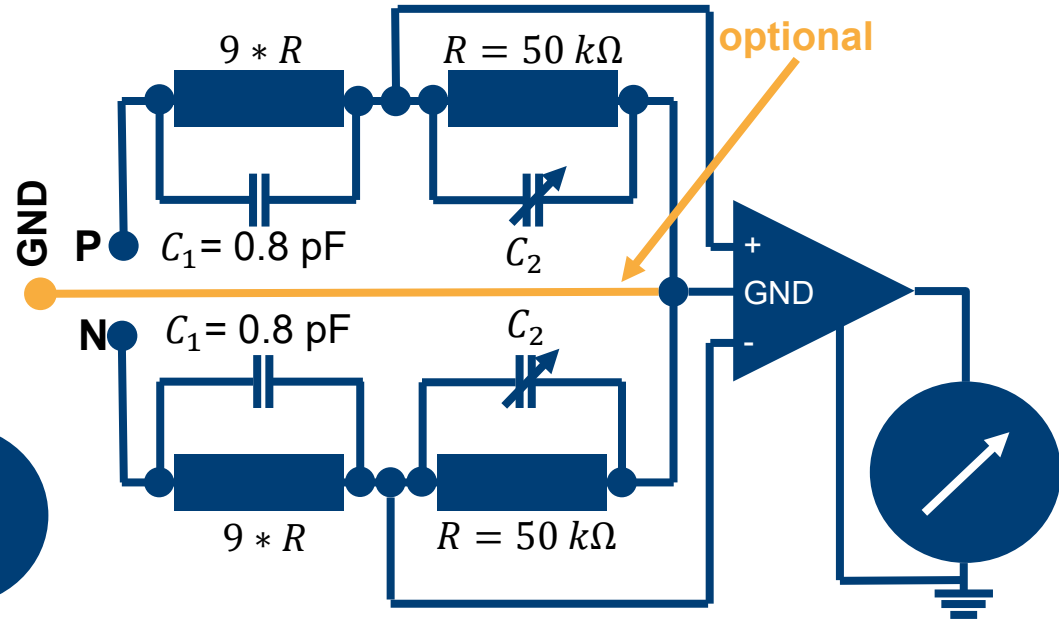 optional
9 ∗ R
R = 50 kΩ
GND
P
C₁= 0.8 pF
C₂
+
GND
-
N
C₁= 0.8 pF
C₂
9 ∗ R
R = 50 kΩ